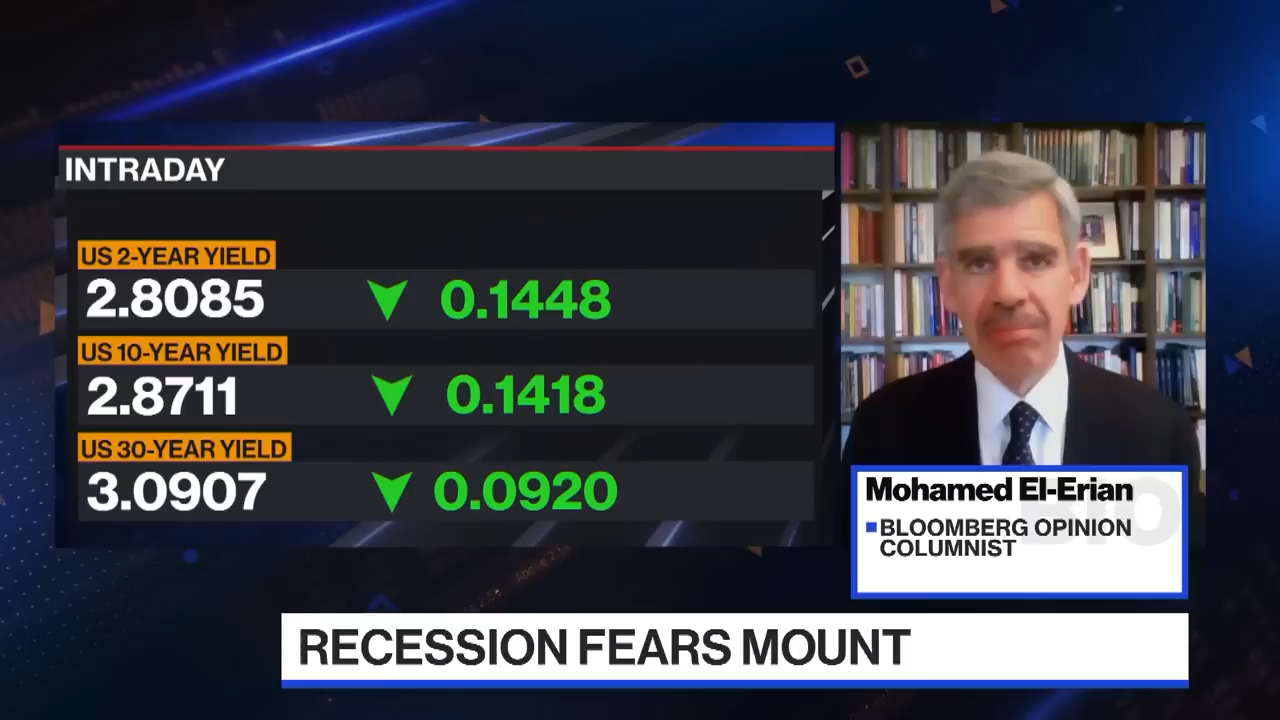 INTRADAY
US 2-YEAR YIELD
2.8085 ▼ 0.1448
US 10-YEAR YIELD
2.8711 ▼ 0.1418
US 30-YEAR YIELD
3.0907 ▼ 0.0920
Mohamed El-Erian
BLOOMBERG OPINION
COLUMNIST
RECESSION FEARS MOUNT